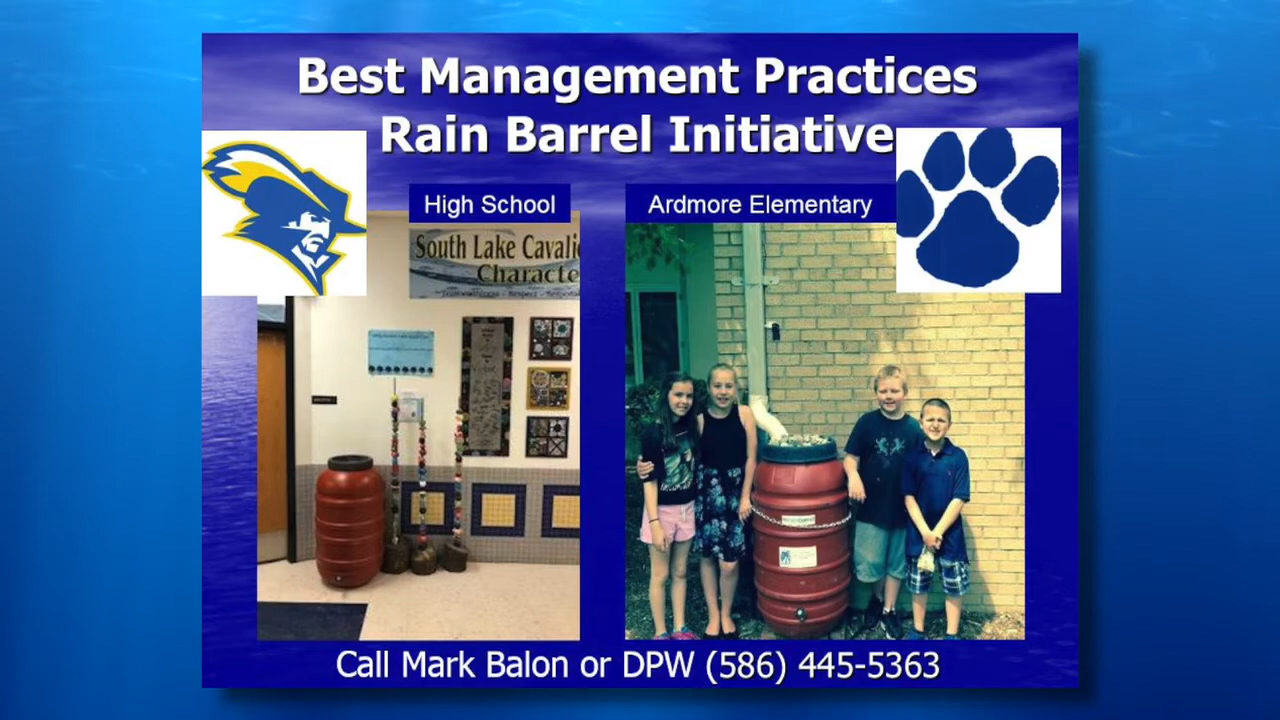 Best Management Practices
Rain Barrel Initiative
High School
Ardmore Elementary
South Lake Cavalie
Characte
Call Mark Balon or DPW (586) 445-5363